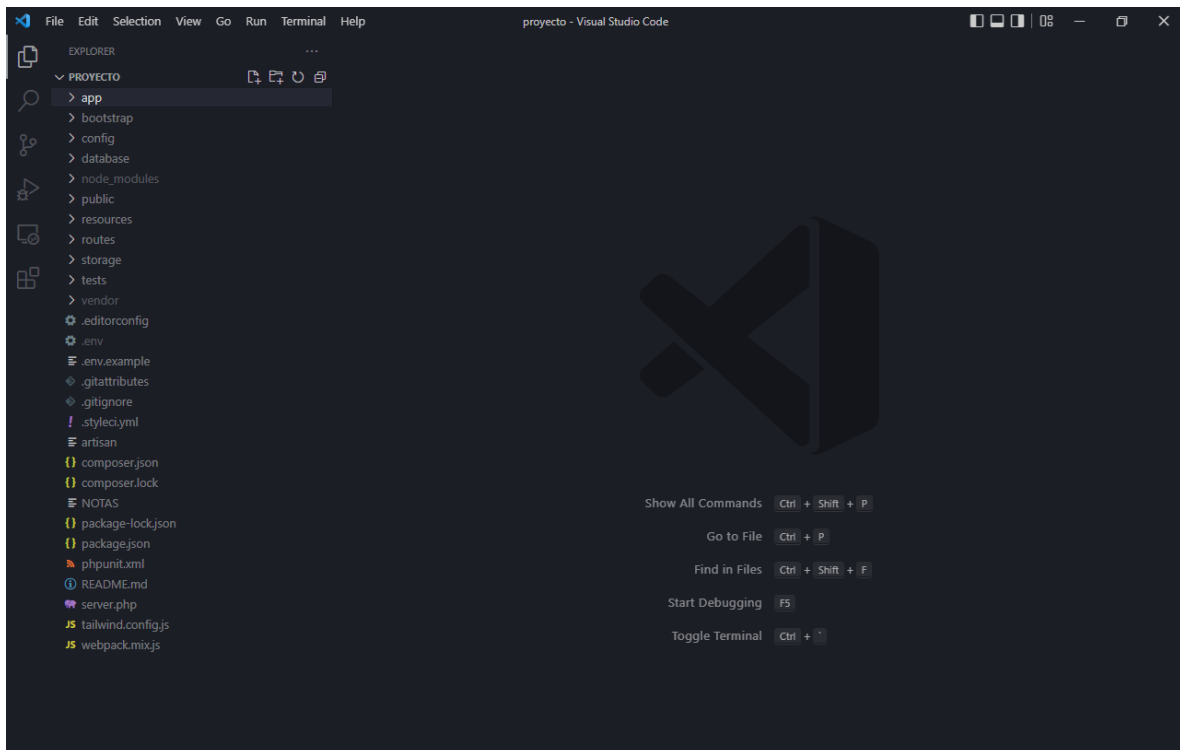 File Edit Selection View Go Run Terminal Help proyecto - Visual Studio Code
EXPLORER
PROYECTO
app
bootstrap
config
database
node_modules
public
resources
routes
storage
tests
vendor
.editorconfig
.env
.env.example
.gitattributes
.gitignore
.styleci.yml
artisan
composer.json
composer.lock
NOTAS
package-lock.json
package.json
phpunit.xml
README.md
server.php
JS tailwind.config.js
JS webpack.mix.js
Show All Commands Ctrl + Shift + P
Go to File Ctrl + P
Find in Files Ctrl + Shift + F
Start Debugging F5
Toggle Terminal Ctrl + `